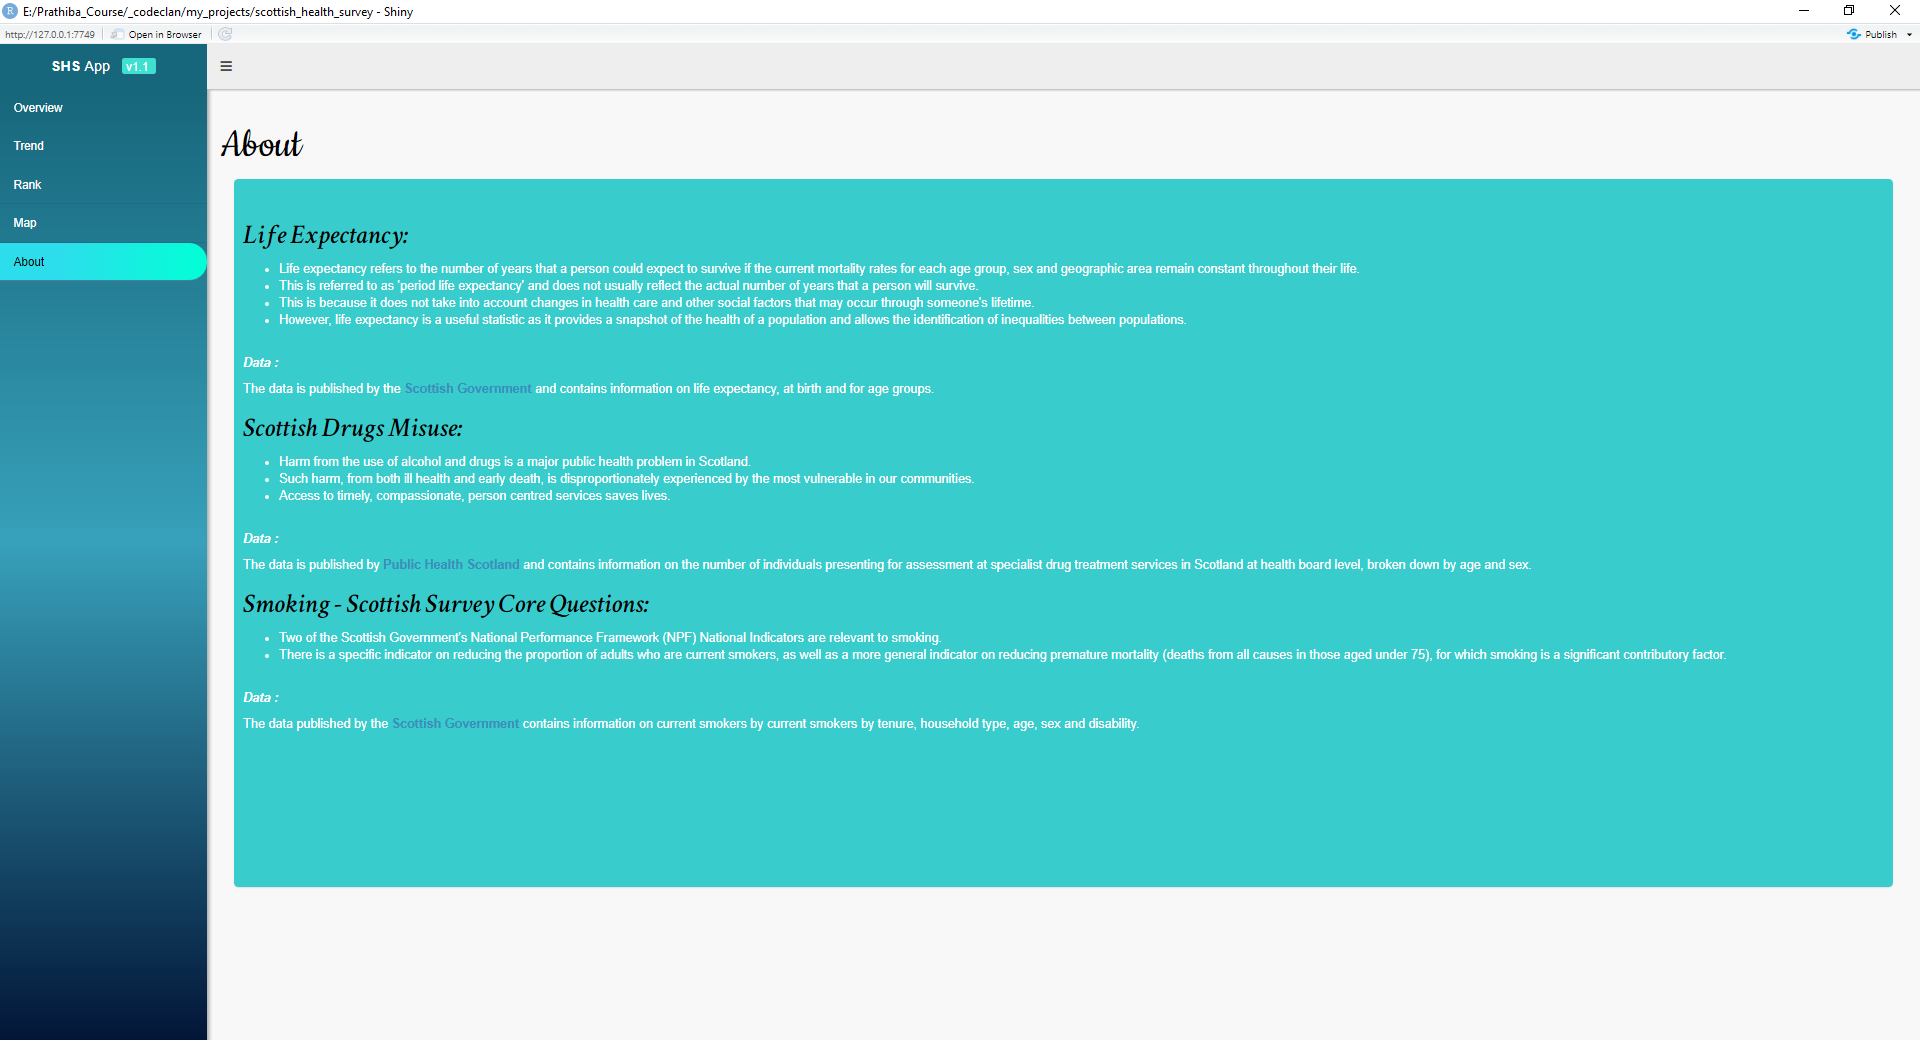 E:/Prathiba_Course/_codeclan/my_projects/scottish_health_survey - Shiny
http://127.0.0.1:7749
Open in Browser
Publish
SHS App v1.1
Overview
Trend
Rank
Map
About
About
Life Expectancy:
Life expectancy refers to the number of years that a person could expect to survive if the current mortality rates for each age group, sex and geographic area remain constant throughout their life.
This is referred to as 'period life expectancy' and does not usually reflect the actual number of years that a person will survive.
This is because it does not take into account changes in health care and other social factors that may occur through someone's lifetime.
However, life expectancy is a useful statistic as it provides a snapshot of the health of a population and allows the identification of inequalities between populations.
Data :
The data is published by the Scottish Government and contains information on life expectancy, at birth and for age groups.
Scottish Drugs Misuse:
Harm from the use of alcohol and drugs is a major public health problem in Scotland.
Such harm, from both ill health and early death, is disproportionately experienced by the most vulnerable in our communities.
Access to timely, compassionate, person centred services saves lives.
Data :
The data is published by Public Health Scotland and contains information on the number of individuals presenting for assessment at specialist drug treatment services in Scotland at health board level, broken down by age and sex.
Smoking - Scottish Survey Core Questions:
Two of the Scottish Government's National Performance Framework (NPF) National Indicators are relevant to smoking.
There is a specific indicator on reducing the proportion of adults who are current smokers, as well as a more general indicator on reducing premature mortality (deaths from all causes in those aged under 75), for which smoking is a significant contributory factor.
Data :
The data published by the Scottish Government contains information on current smokers by current smokers by tenure, household type, age, sex and disability.